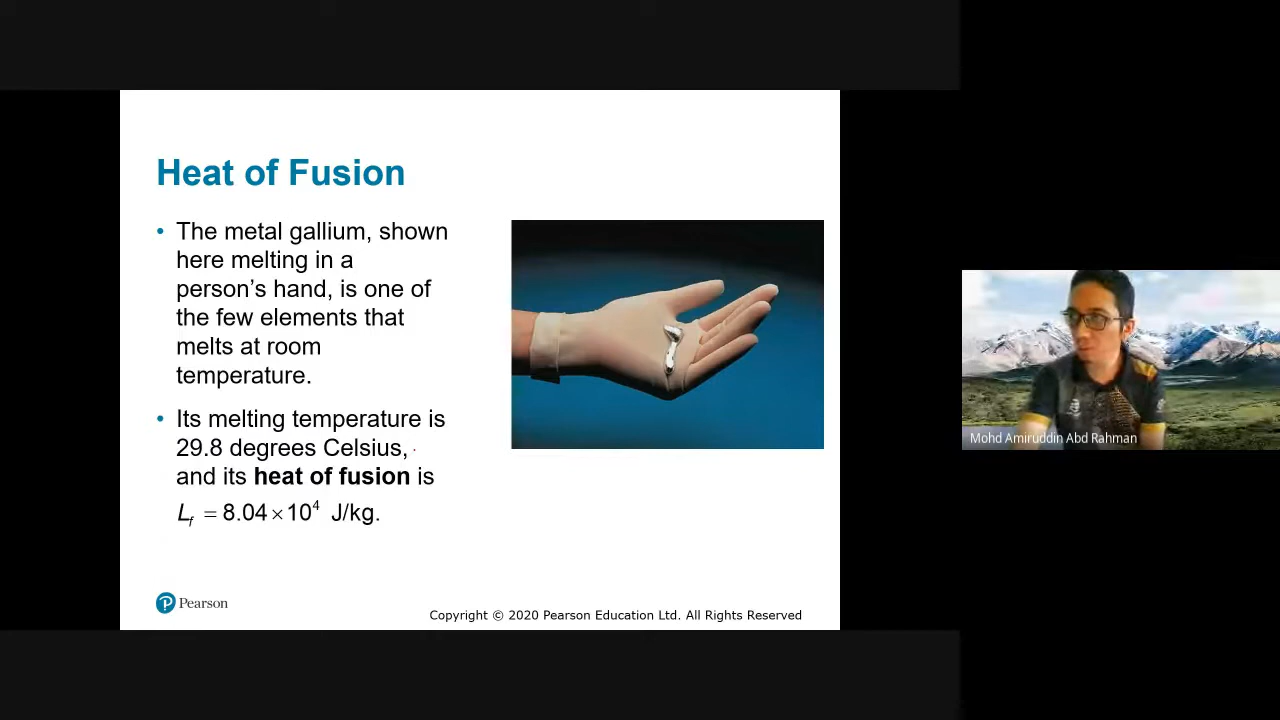 Heat of Fusion
• The metal gallium, shown
here melting in a
person's hand, is one of
the few elements that
melts at room
temperature.
• Its melting temperature is
29.8 degrees Celsius,
and its heat of fusion is
L_f = 8.04 × 10⁴ J/kg.
Pearson
Copyright © 2020 Pearson Education Ltd. All Rights Reserved
Mohd Amiruddin Abd Rahman